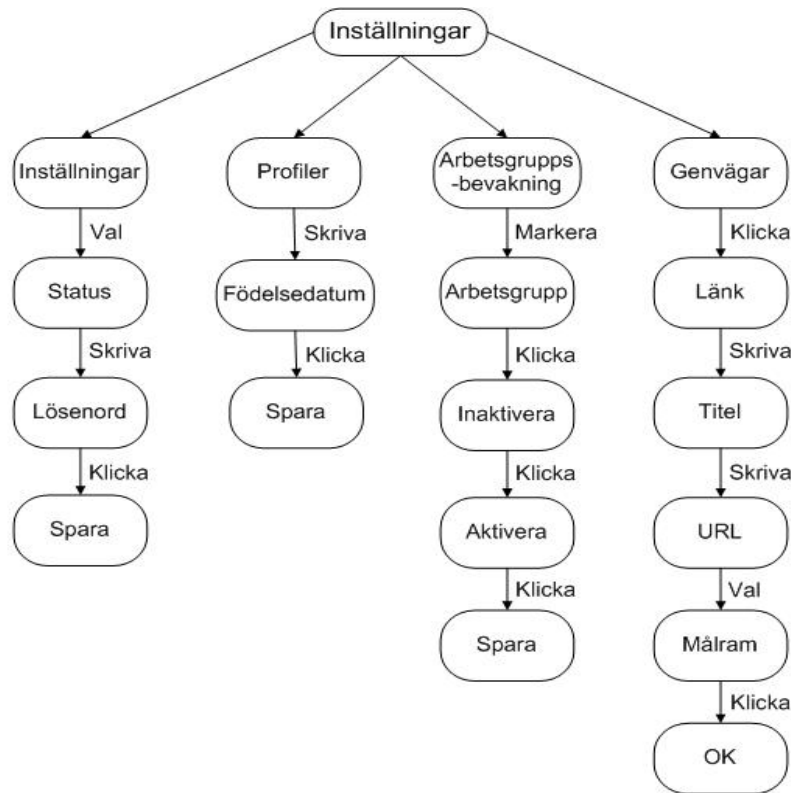 Inställningar
Inställningar
Val
Status
Skriva
Lösenord
Klicka
Spara
Profiler
Skriva
Födelsedatum
Klicka
Spara
Arbetsgrupps
-bevakning
Markera
Arbetsgrupp
Klicka
Inaktivera
Klicka
Aktivera
Klicka
Spara
Genvägar
Klicka
Länk
Skriva
Titel
Skriva
URL
Val
Målram
Klicka
OK